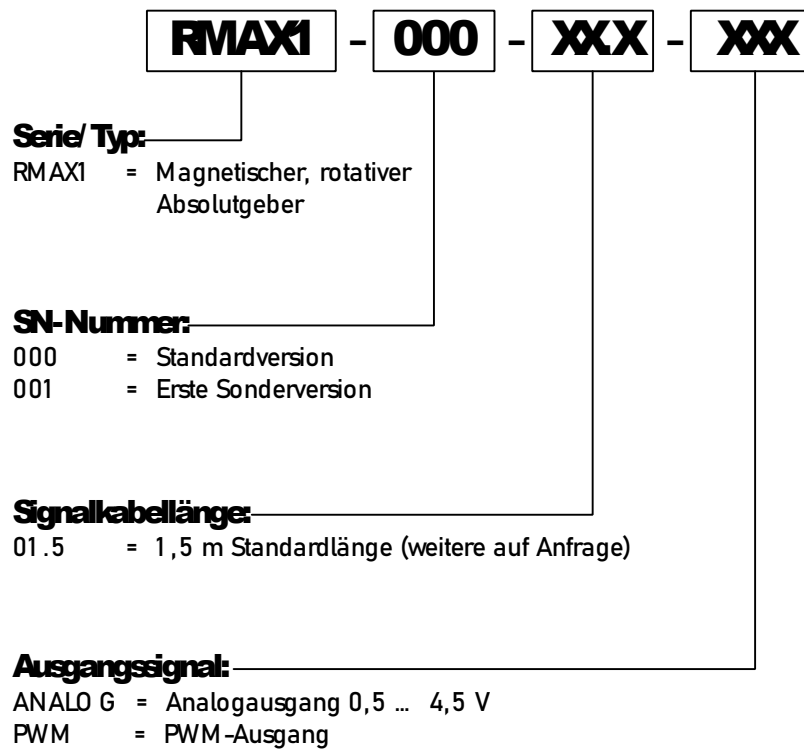 RMAX1 - 000 - XX.X - XXX
Serie/ Typ:
RMAX1 = Magnetischer, rotativer
Absolutgeber
SN-Nummer:
000 = Standardversion
001 = Erste Sonderversion
Signalkabellänge:
01.5 = 1,5 m Standardlänge (weitere auf Anfrage)
Ausgangssignal:
ANALOG = Analogausgang 0,5 ... 4,5 V
PWM = PWM-Ausgang